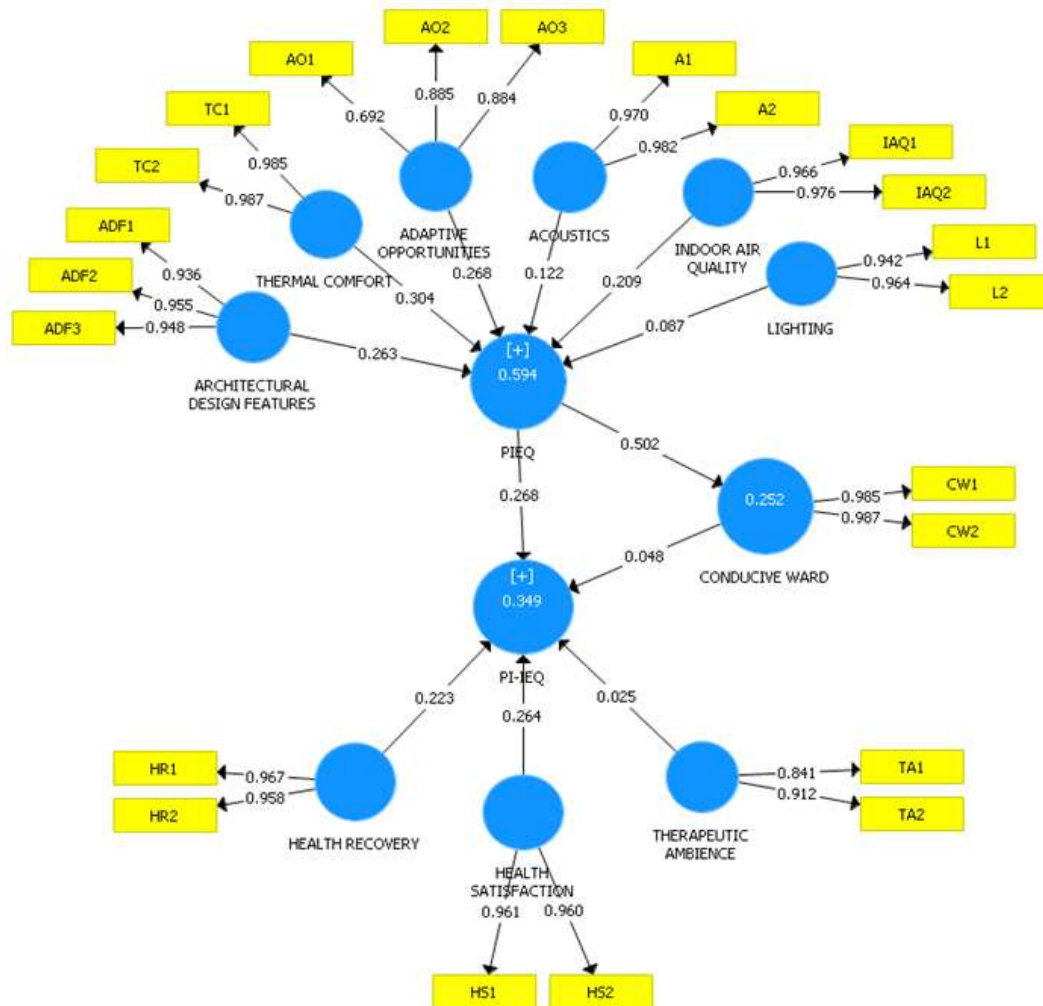 AO2
AO3
AO1
A1
0.885
0.884
0.970
TC1
0.692
A2
0.982
IAQ1
TC2
0.985
0.966
0.976
IAQ2
0.987
ADF1
ADAPTIVE
OPPORTUNITIES
ACOUSTICS
INDOOR AIR
QUALITY
L1
ADF2
0.936
THERMAL COMFORT
0.268
0.122
0.209
0.942
0.964
L2
0.955
0.304
ADF3
0.948
0.087
LIGHTING
0.263
[+]
0.594
ARCHITECTURAL
DESIGN FEATURES
PIEQ
0.502
0.268
0.252
0.985
CW1
0.987
CW2
0.048
CONDUCIVE WARD
[+]
0.349
PI-IEQ
0.223
0.264
0.025
HR1
0.967
0.841
TA1
HR2
0.958
0.912
TA2
HEALTH RECOVERY
THERAPEUTIC
AMBIENCE
HEALTH
SATISFACTION
0.961
0.960
HS1
HS2